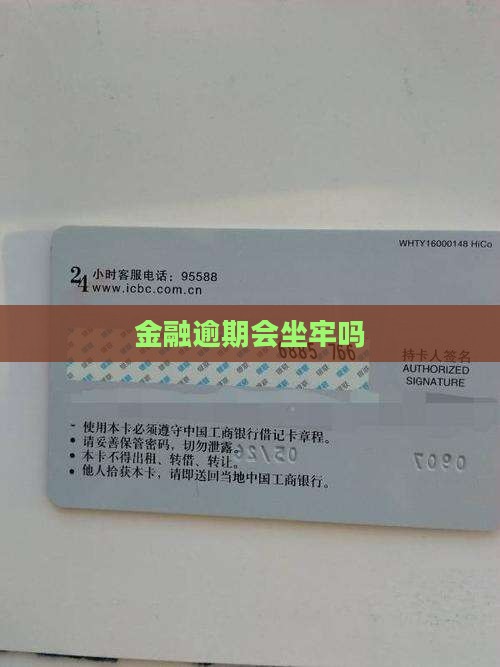 WHTY16000148 HiCo
24 小时客服电话：95588
www.icbc.com.cn
金融逾期会坐牢吗
持卡人签名
AUTHORIZED
SIGNATURE
- 使用本卡必须遵守中国工商银行借记卡章程。
• 请妥善保管密码，切勿泄露。
• 本卡不得出租、转借、转让。
• 他人拾获本卡，请即送回当地中国工商银行。